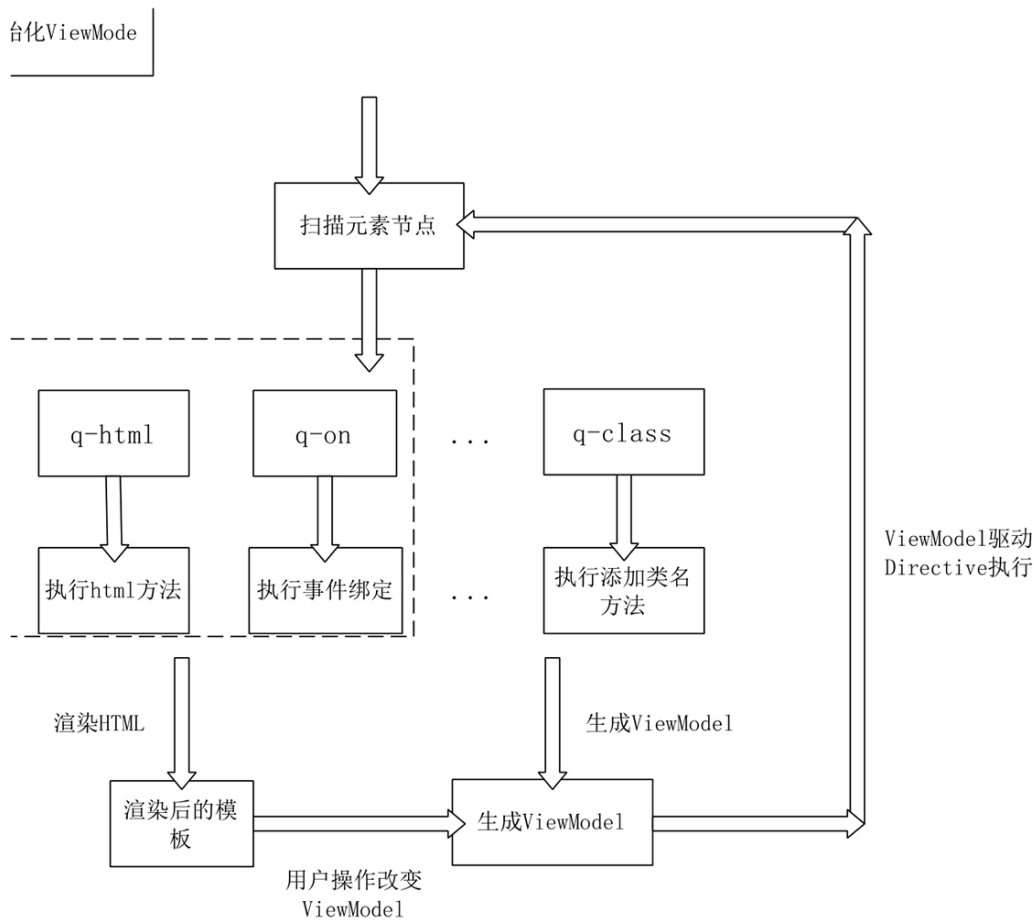 始化ViewMode
扫描元素节点
q-html
q-on
...
q-class
执行html方法
执行事件绑定
...
执行添加类名
方法
ViewModel驱动
Directive执行
渲染HTML
生成ViewModel
渲染后的模
板
生成ViewModel
用户操作改变
ViewModel